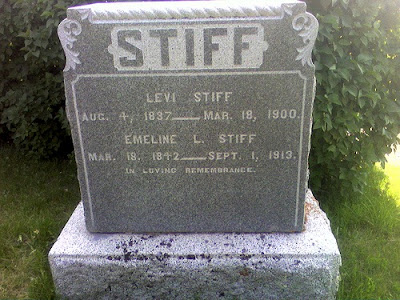 STIFF
LEVI STIFF
AUG. 4, 1837 — MAR. 18, 1900.
EMELINE L. STIFF
MAR. 18, 1842 — SEPT. 1, 1913.
IN LOVING REMEMBRANCE.